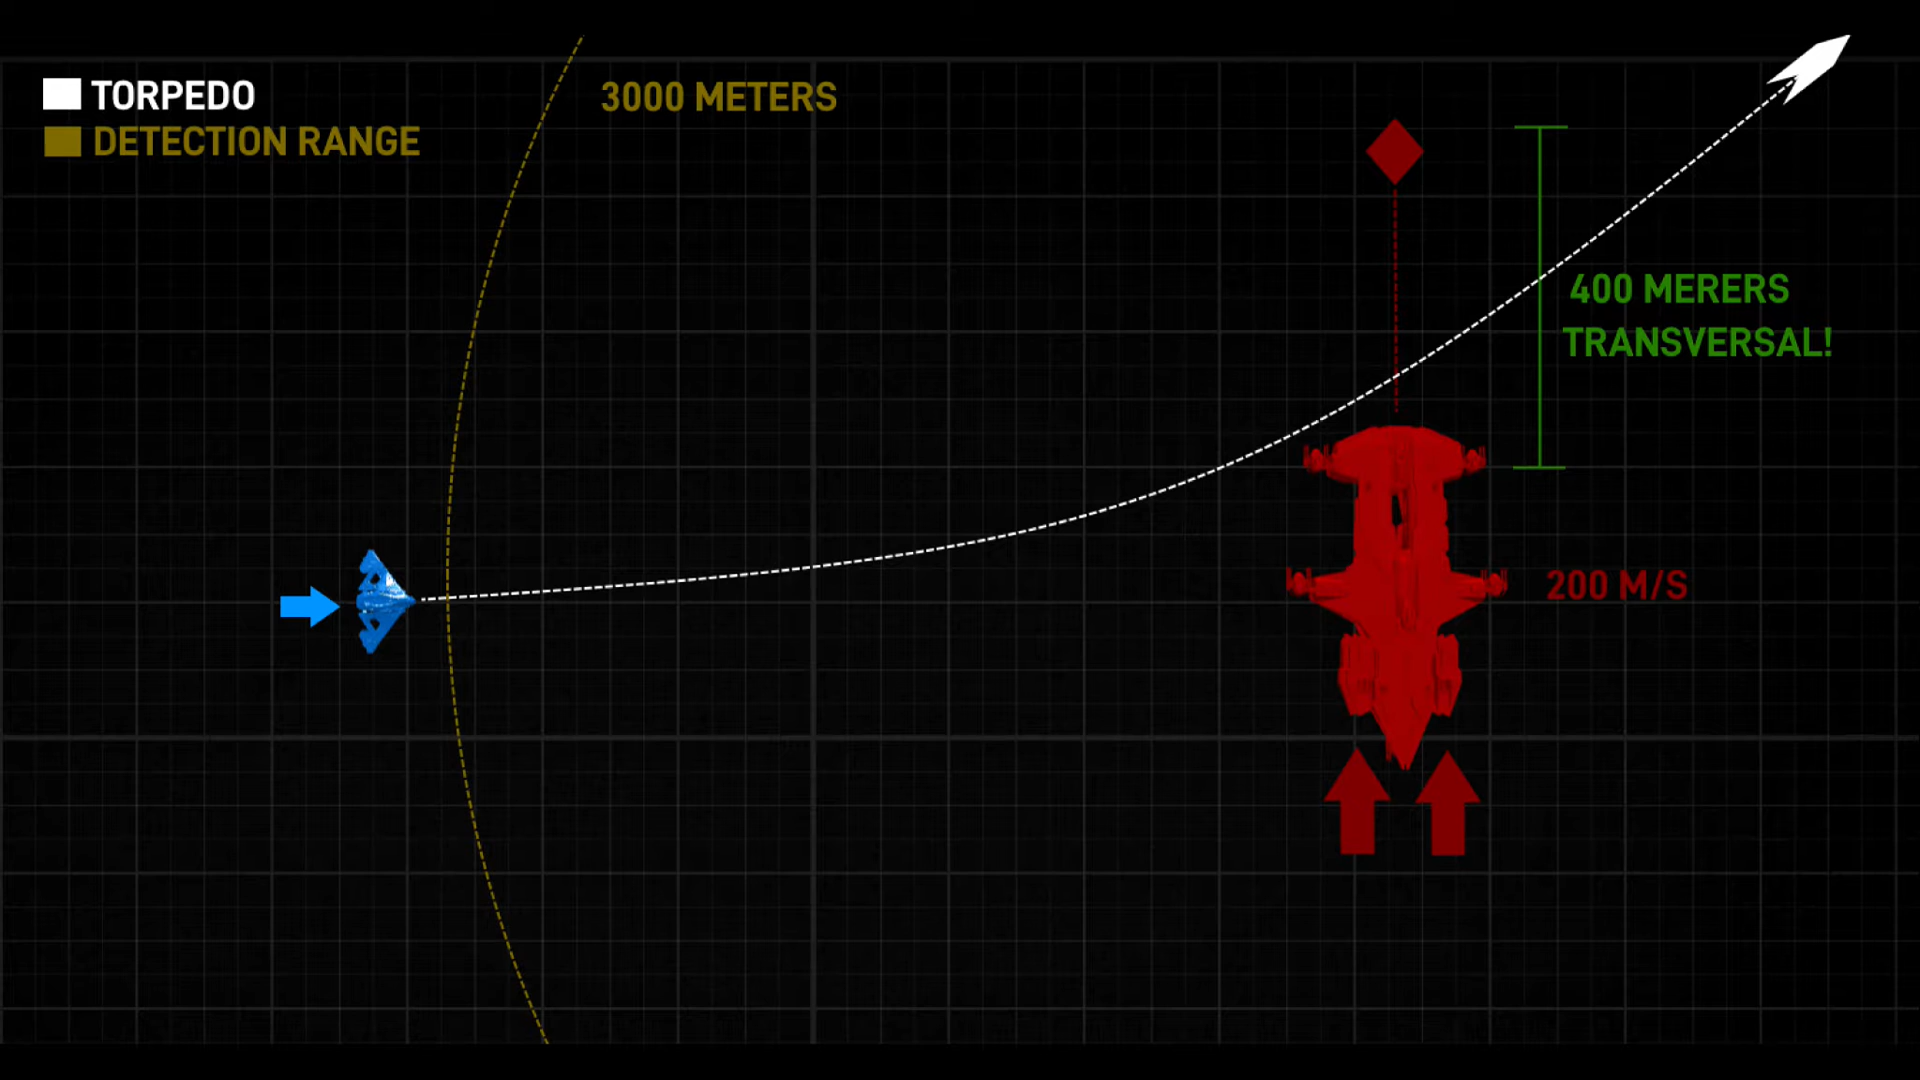 TORPEDO
DETECTION RANGE
3000 METERS
400 MERERS
TRANSVERSAL!
200 M/S